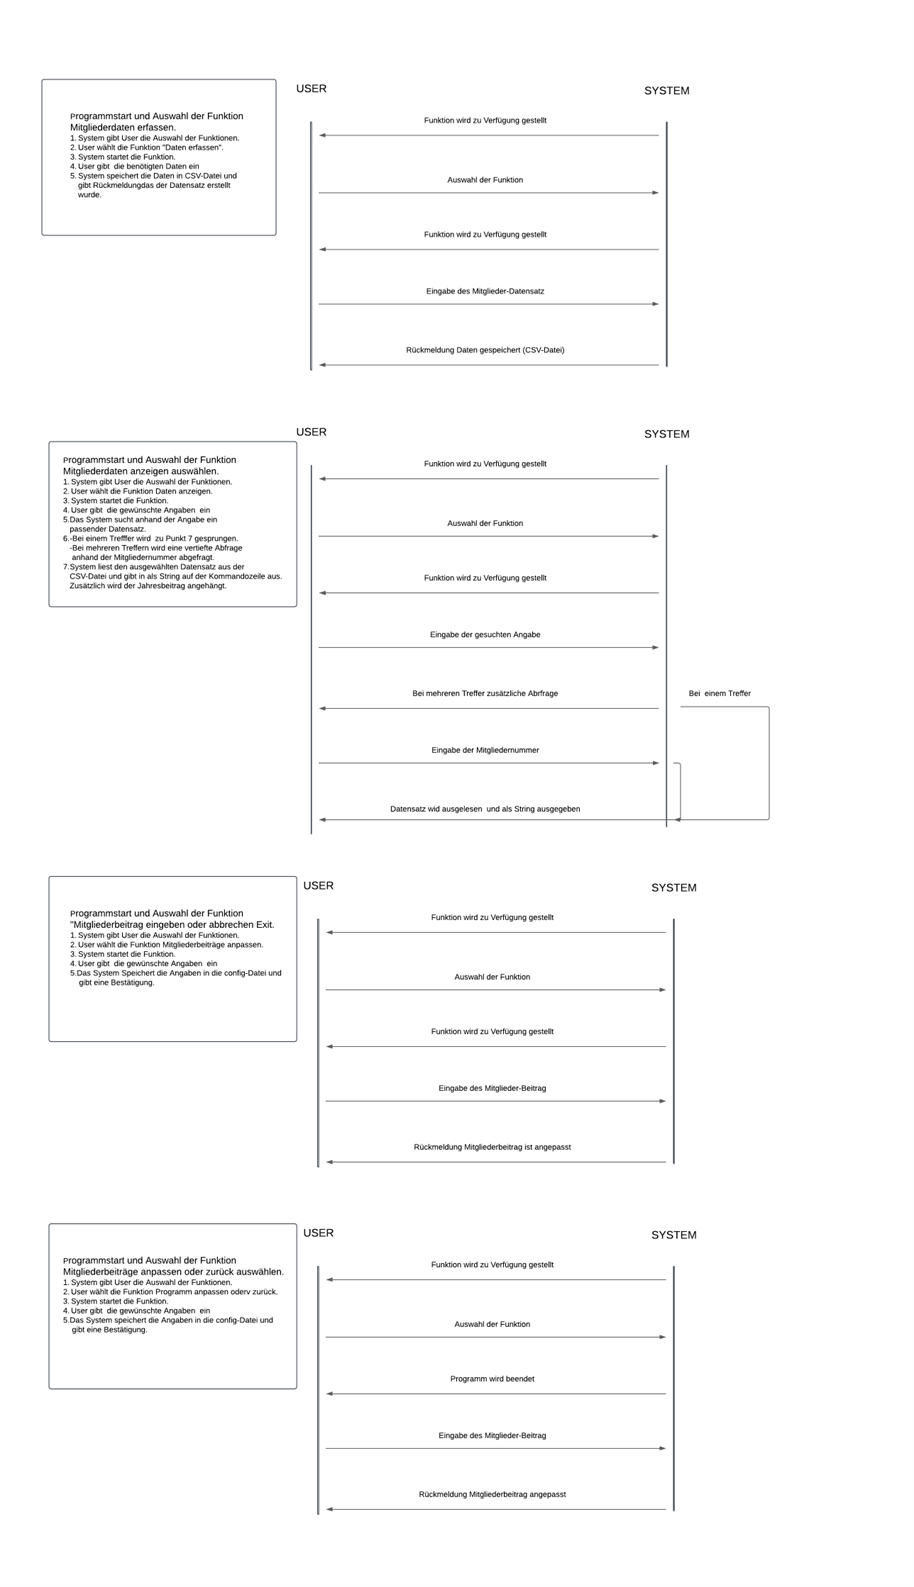 USER
SYSTEM
Programmstart und Auswahl der Funktion
Mitgliederdaten erfassen.
1. System gibt User die Auswahl der Funktionen.
2. User wählt die Funktion "Daten erfassen".
3. System startet die Funktion.
4. User gibt  die benötigten Daten ein
5. System speichert die Daten in CSV-Datei und
gibt Rückmeldungdas der Datensatz erstellt
wurde.
Funktion wird zu Verfügung gestellt
Auswahl der Funktion
Funktion wird zu Verfügung gestellt
Eingabe des Mitglieder-Datensatz
Rückmeldung Daten gespeichert (CSV-Datei)
USER
SYSTEM
Programmstart und Auswahl der Funktion
Mitgliederdaten anzeigen auswählen.
1. System gibt User die Auswahl der Funktionen.
2. User wählt die Funktion Daten anzeigen.
3. System startet die Funktion.
4. User gibt  die gewünschte Angaben  ein
5.Das System sucht anhand der Angabe ein
passender Datensatz.
6.-Bei einem Trefffer wird  zu Punkt 7 gesprungen.
-Bei mehreren Treffern wird eine vertiefte Abfrage
anhand der Mitgliedernummer abgefragt.
7.System liest den ausgewählten Datensatz aus der
CSV-Datei und gibt in als String auf der Kommandozeile aus.
Zusätzlich wird der Jahresbeitrag angehängt.
Funktion wird zu Verfügung gestellt
Auswahl der Funktion
Funktion wird zu Verfügung gestellt
Eingabe der gesuchten Angabe
Bei mehreren Treffer zusätzliche Abrfrage
Bei  einem Treffer
Eingabe der Mitgliedernummer
Datensatz wid ausgelesen  und als String ausgegeben
USER
SYSTEM
Programmstart und Auswahl der Funktion
"Mitgliederbeitrag eingeben oder abbrechen Exit.
1. System gibt User die Auswahl der Funktionen.
2. User wählt die Funktion Mitgliederbeiträge anpassen.
3. System startet die Funktion.
4. User gibt  die gewünschte Angaben  ein
5.Das System Speichert die Angaben in die config-Datei und
gibt eine Bestätigung.
Funktion wird zu Verfügung gestellt
Auswahl der Funktion
Funktion wird zu Verfügung gestellt
Eingabe des Mitglieder-Beitrag
Rückmeldung Mitgliederbeitrag ist angepasst
USER
SYSTEM
Programmstart und Auswahl der Funktion
Mitgliederbeiträge anpassen oder zurück auswählen.
1. System gibt User die Auswahl der Funktionen.
2. User wählt die Funktion Programm anpassen oderv zurück.
3. System startet die Funktion.
4. User gibt  die gewünschte Angaben  ein
5.Das System speichert die Angaben in die config-Datei und
gibt eine Bestätigung.
Funktion wird zu Verfügung gestellt
Auswahl der Funktion
Programm wird beendet
Eingabe des Mitglieder-Beitrag
Rückmeldung Mitgliederbeitrag angepasst